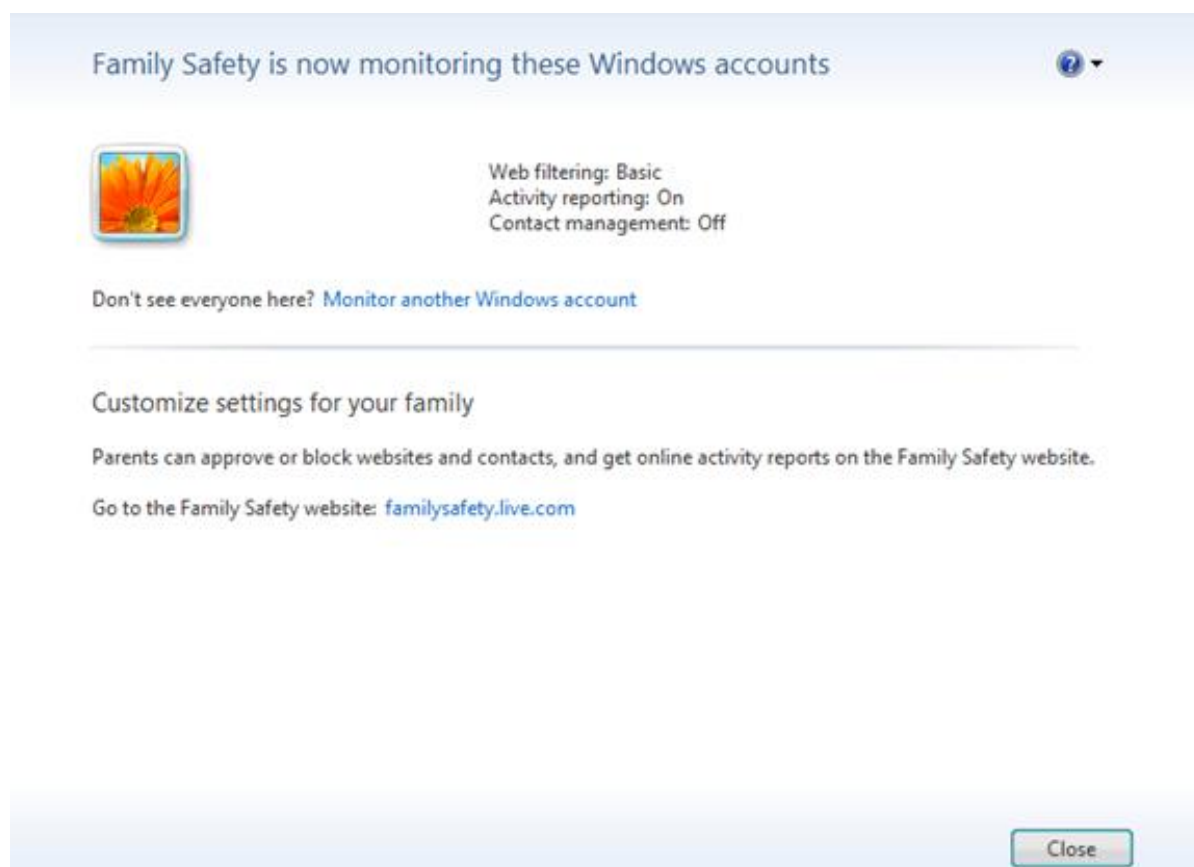 Family Safety is now monitoring these Windows accounts
Web filtering: Basic
Activity reporting: On
Contact management: Off
Don't see everyone here? Monitor another Windows account
Customize settings for your family
Parents can approve or block websites and contacts, and get online activity reports on the Family Safety website.
Go to the Family Safety website: familysafety.live.com
Close